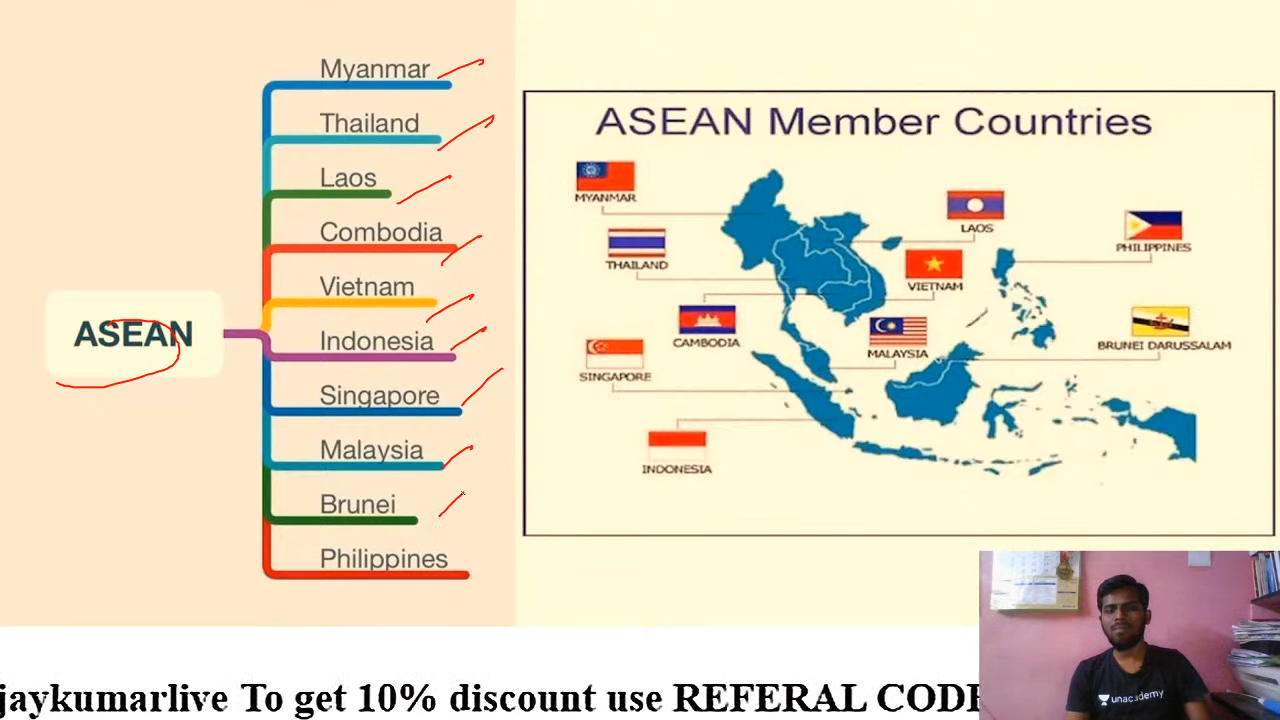 Myanmar
Thailand
Laos
Combodia
Vietnam
ASEAN
Indonesia
Singapore
Malaysia
Brunei
Philippines
ASEAN Member Countries
MYANMAR
LAOS
PHILIPPINES
THAILAND
VIETNAM
CAMBODIA
MALAYSIA
BRUNEI DARUSSALAM
SINGAPORE
INDONESIA
unacademy
jaykumarlive To get 10% discount use REFERAL CODE